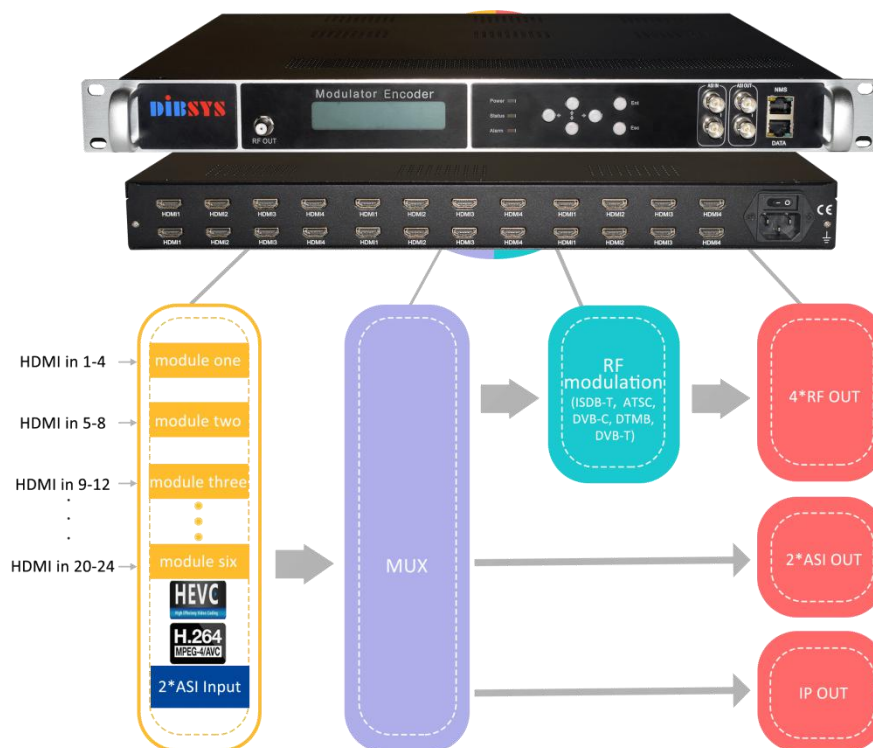 DiBSYS
Modulator Encoder
RF OUT
Power
Status
Alarm
Ent
Esc
ASI IN
ASI OUT
NMS
DATA
HDMI1 HDMI2 HDMI3 HDMI4 HDMI1 HDMI2 HDMI3 HDMI4 HDMI1 HDMI2 HDMI3 HDMI4
HDMI1 HDMI2 HDMI3 HDMI4 HDMI1 HDMI2 HDMI3 HDMI4 HDMI1 HDMI2 HDMI3 HDMI4
CE
HDMI in 1-4
module one
HDMI in 5-8
module two
HDMI in 9-12
module three
HDMI in 20-24
module six
HEVC
High Efficiency Video Coding
H.264
MPEG-4/AVC
2*ASI Input
MUX
RF
modulation
(ISDB-T, ATSC,
DVB-C, DTMB,
DVB-T)
4*RF OUT
2*ASI OUT
IP OUT